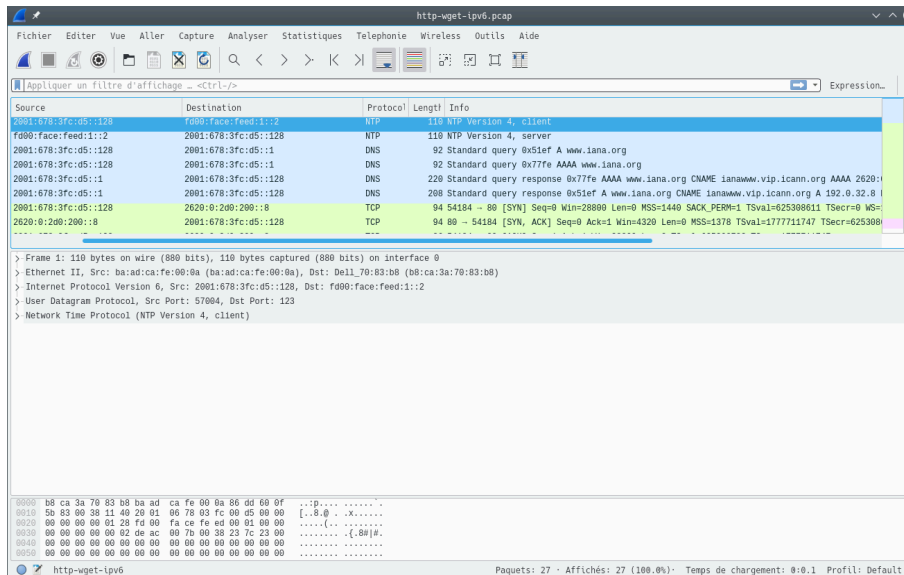 http-wget-ipv6.pcap
Fichier Editer Vue Aller Capture Analyser Statistiques Telephonie Wireless Outils Aide
Appliquer un filtre d'affichage … <Ctrl-/> Expression…
Source Destination Protocol Length Info
2001:678:3fc:d5::128 fd00:face:feed:1::2 NTP 110 NTP Version 4, client
fd00:face:feed:1::2 2001:678:3fc:d5::128 NTP 110 NTP Version 4, server
2001:678:3fc:d5::128 2001:678:3fc:d5::1 DNS 92 Standard query 0x51ef A www.iana.org
2001:678:3fc:d5::128 2001:678:3fc:d5::1 DNS 92 Standard query 0x77fe AAAA www.iana.org
2001:678:3fc:d5::1 2001:678:3fc:d5::128 DNS 220 Standard query response 0x77fe AAAA www.iana.org CNAME ianawww.vip.icann.org AAAA 2620:
2001:678:3fc:d5::1 2001:678:3fc:d5::128 DNS 208 Standard query response 0x51ef A www.iana.org CNAME ianawww.vip.icann.org A 192.0.32.8
2001:678:3fc:d5::128 2620:0:2d0:200::8 TCP 94 54184 → 80 [SYN] Seq=0 Win=28800 Len=0 MSS=1440 SACK_PERM=1 TSval=625308611 TSecr=0 WS=
2620:0:2d0:200::8 2001:678:3fc:d5::128 TCP 94 80 → 54184 [SYN, ACK] Seq=0 Ack=1 Win=4320 Len=0 MSS=1378 TSval=1777711747 TSecr=625308
> Frame 1: 110 bytes on wire (880 bits), 110 bytes captured (880 bits) on interface 0
> Ethernet II, Src: ba:ad:ca:fe:00:0a (ba:ad:ca:fe:00:0a), Dst: Dell_70:83:b8 (b8:ca:3a:70:83:b8)
> Internet Protocol Version 6, Src: 2001:678:3fc:d5::128, Dst: fd00:face:feed:1::2
> User Datagram Protocol, Src Port: 57004, Dst Port: 123
> Network Time Protocol (NTP Version 4, client)
0000 b8 ca 3a 70 83 b8 ba ad ca fe 00 0a 86 dd 60 0f ..:p.... ......`.
0010 5b 83 00 38 11 40 20 01 06 78 03 fc 00 d5 00 00 [..8.@ . .x......
0020 00 00 00 00 01 28 fd 00 fa ce fe ed 00 01 00 00 .....(.. ........
0030 00 00 00 00 00 02 de ac 00 7b 00 38 23 7c 23 00 ........ .{.8#|#.
0040 00 00 00 00 00 00 00 00 00 00 00 00 00 00 00 00 ........ ........
0050 00 00 00 00 00 00 00 00 00 00 00 00 00 00 00 00 ........ ........
http-wget-ipv6 Paquets: 27 · Affichés: 27 (100.0%)· Temps de chargement: 0:0.1 Profil: Default